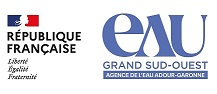 RÉPUBLIQUE
FRANÇAISE
Liberté
Égalité
Fraternité
eau
GRAND SUD-OUEST
AGENCE DE L'EAU ADOUR-GARONNE